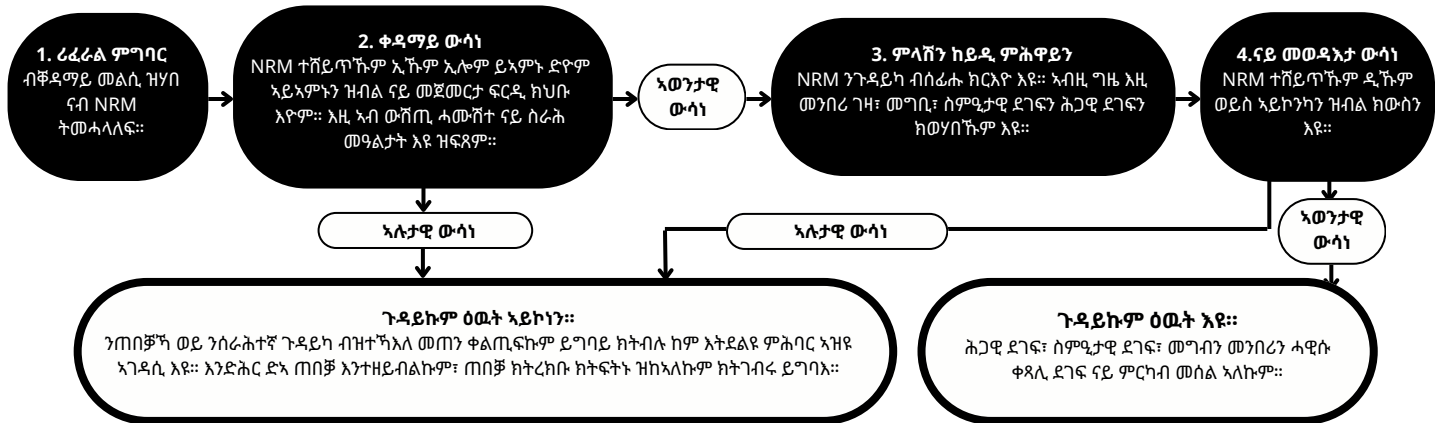 1. ሪፈራል ምግባር
ብቐዳማይ መልሲ ዝሃበ
ናብ NRM
ትመሓላለፍ።
2. ቀዳማይ ውሳነ
NRM ተሸይጥኹም ኢኹም ኢሎም ይኣምኑ ድዮም
ኣይኣምኑን ዝብል ናይ መጀመርታ ፍርዲ ክህቡ
እዮም። እዚ ኣብ ውሽጢ ሓሙሽተ ናይ ስራሕ
መዓልታት እዩ ዝፍጸም።
ኣወንታዊ
ውሳነ
3. ምላሽን ከይዲ ምሕዋይን
NRM ንጉዳይካ ብሰፊሑ ክርእዮ እዩ። ኣብዚ ግዜ እዚ
መንበሪ ገዛ፣ መግቢ፣ ስምዒታዊ ደገፍን ሕጋዊ ደገፍን
ክወሃበኹም እዩ።
4.ናይ መወዳእታ ውሳነ
NRM ተሸይጥኹም ዲኹም
ወይስ ኣይኮንካን ዝብል ክውስን
እዩ።
ኣሉታዊ ውሳነ
ኣሉታዊ ውሳነ
ኣወንታዊ
ውሳነ
ጉዳይኩም ዕዉት ኣይኮነን።
ንጠበቓኻ ወይ ንሰራሕተኛ ጉዳይካ ብዝተኻእለ መጠን ቀልጢፍኩም ይግባይ ክትብሉ ከም እትደልዩ ምሕባር ኣዝዩ
ኣገዳሲ እዩ። እንድሕር ድኣ ጠበቓ እንተዘይብልኩም፣ ጠበቓ ክትረክቡ ክትፍትኑ ዝከኣለኩም ክትገብሩ ይግባእ።
ጉዳይኩም ዕዉት እዩ።
ሕጋዊ ደገፍ፣ ስምዒታዊ ደገፍ፣ መግብን መንበሪን ሓዊሱ
ቀጻሊ ደገፍ ናይ ምርካብ መሰል ኣለኩም።